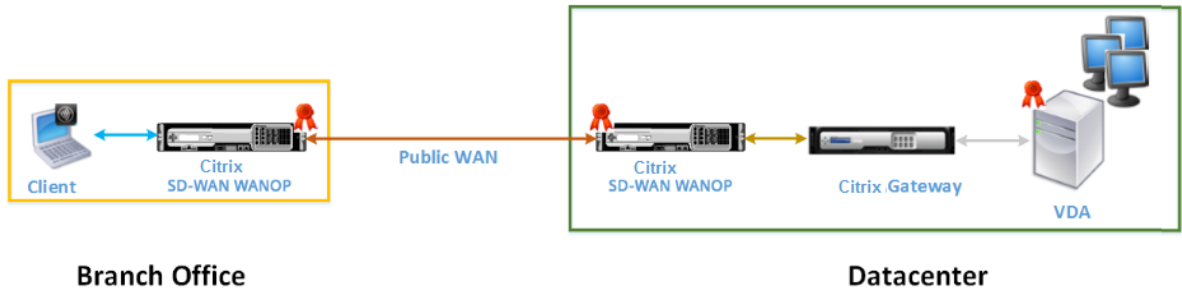 Client
Citrix
SD-WAN WANOP
Public WAN
Citrix
SD-WAN WANOP
Citrix Gateway
VDA
Branch Office
Datacenter